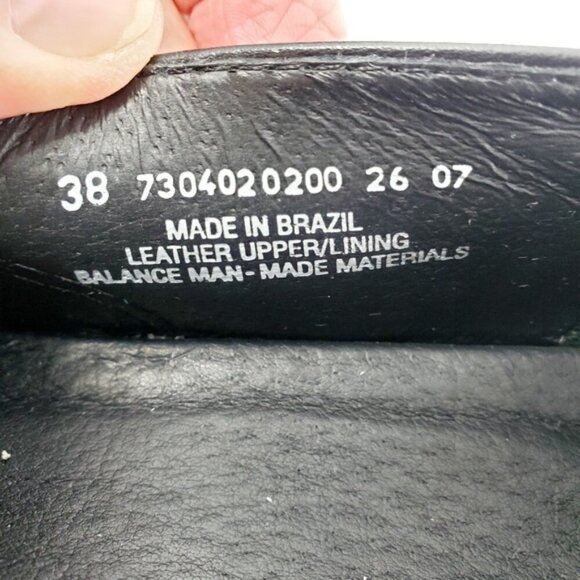 38 7304020200 26 07
MADE IN BRAZIL
LEATHER UPPER/LINING
BALANCE MAN-MADE MATERIALS